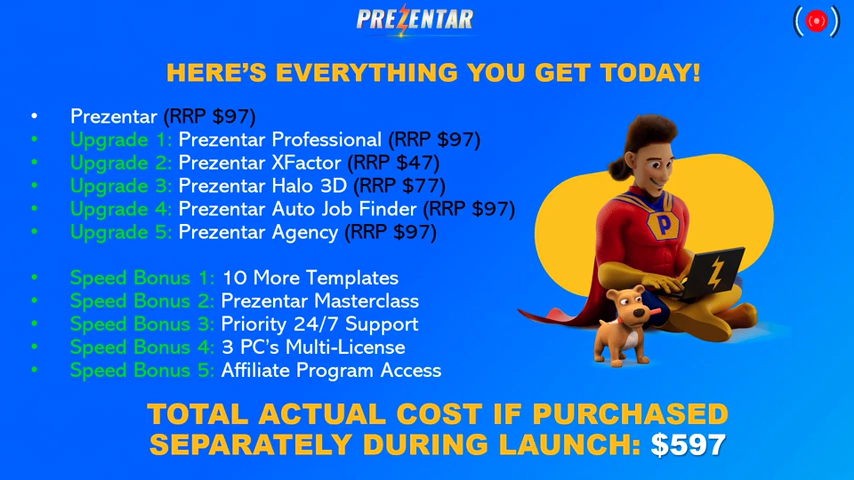 PREZENTAR
HERE'S EVERYTHING YOU GET TODAY!
• Prezentar (RRP $97)
• Upgrade 1: Prezentar Professional (RRP $97)
• Upgrade 2: Prezentar XFactor (RRP $47)
• Upgrade 3: Prezentar Halo 3D (RRP $77)
• Upgrade 4: Prezentar Auto Job Finder (RRP $97)
• Upgrade 5: Prezentar Agency (RRP $97)
P
• Speed Bonus 1: 10 More Templates
• Speed Bonus 2: Prezentar Masterclass
• Speed Bonus 3: Priority 24/7 Support
• Speed Bonus 4: 3 PC's Multi-License
• Speed Bonus 5: Affiliate Program Access
TOTAL ACTUAL COST IF PURCHASED
SEPARATELY DURING LAUNCH: $597